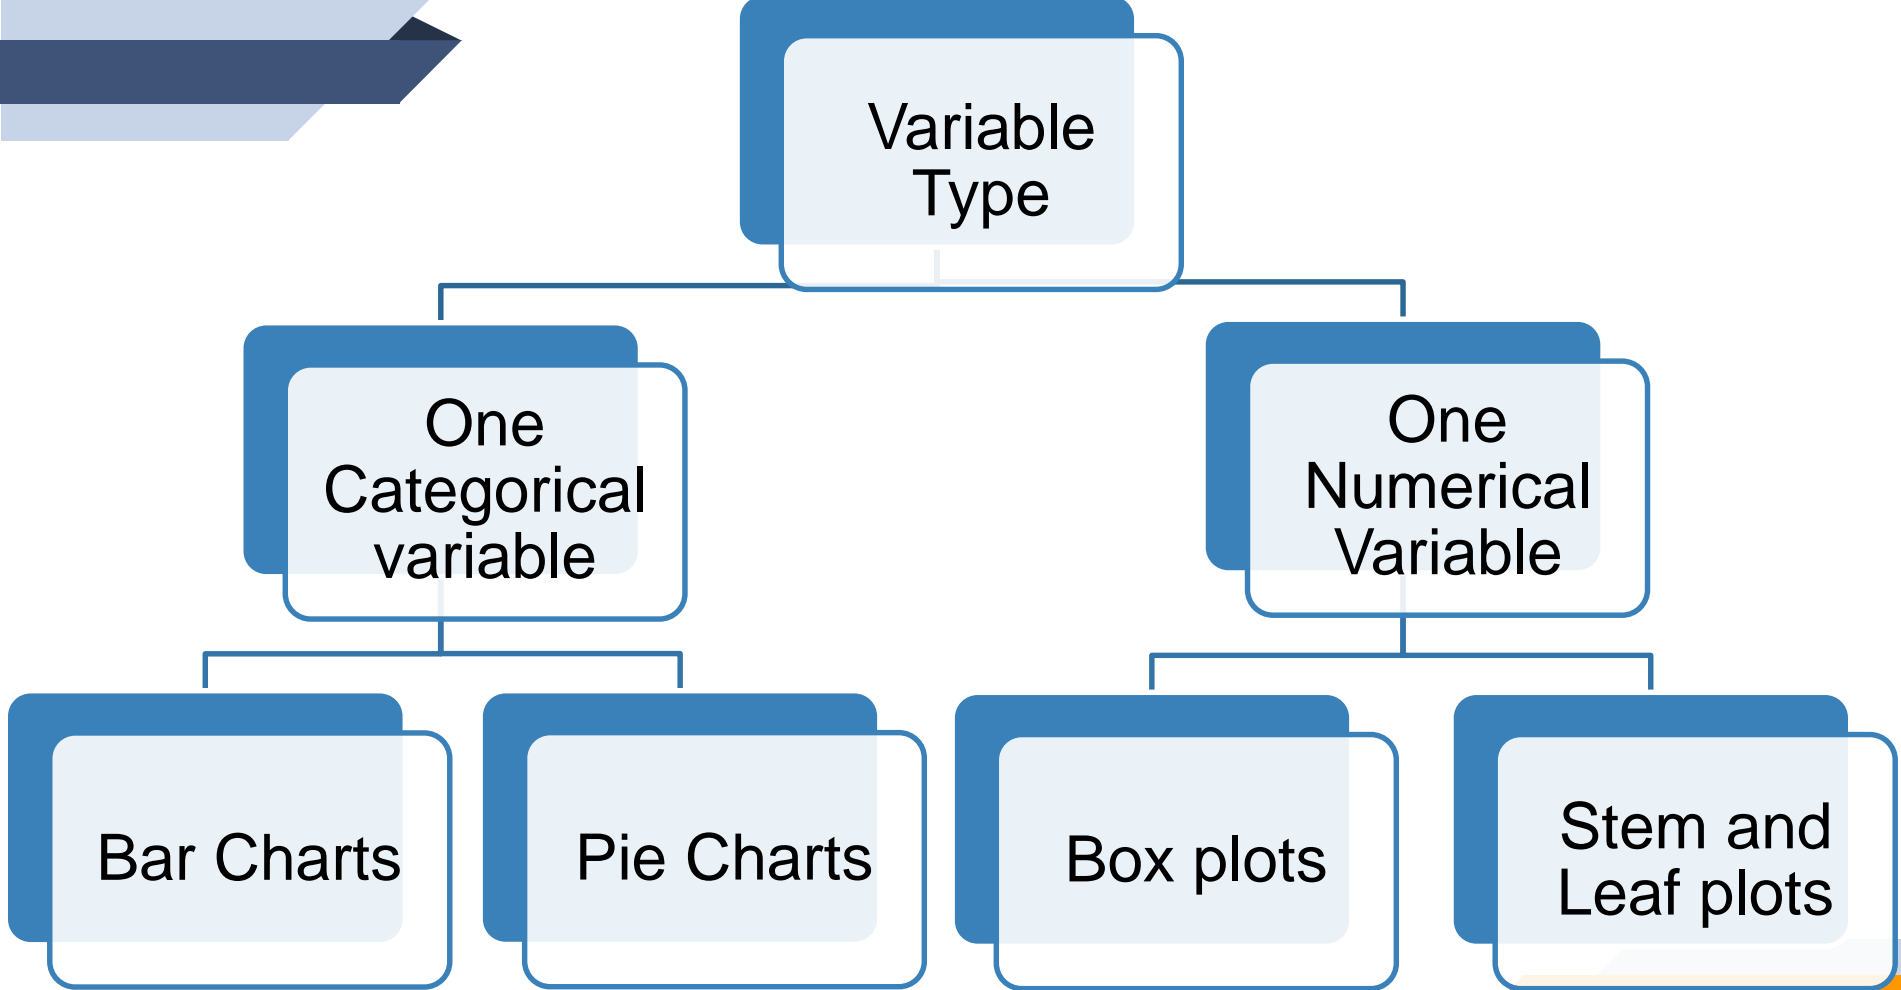 Variable
Type
One
Categorical
variable
One
Numerical
Variable
Bar Charts
Pie Charts
Box plots
Stem and
Leaf plots